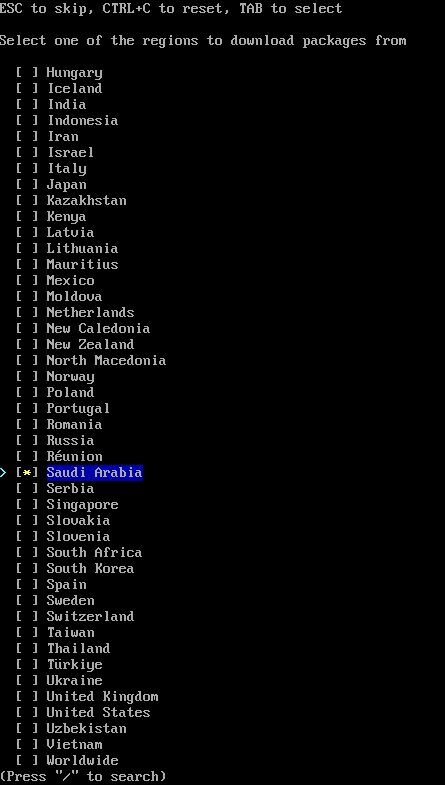 ESC to skip, CTRL+C to reset, TAB to select
Select one of the regions to download packages from
[ ] Hungary
[ ] Iceland
[ ] India
[ ] Indonesia
[ ] Iran
[ ] Israel
[ ] Italy
[ ] Japan
[ ] Kazakhstan
[ ] Kenya
[ ] Latvia
[ ] Lithuania
[ ] Mauritius
[ ] Mexico
[ ] Moldova
[ ] Netherlands
[ ] New Caledonia
[ ] New Zealand
[ ] North Macedonia
[ ] Norway
[ ] Poland
[ ] Portugal
[ ] Romania
[ ] Russia
[ ] Réunion
> [*] Saudi Arabia
[ ] Serbia
[ ] Singapore
[ ] Slovakia
[ ] Slovenia
[ ] South Africa
[ ] South Korea
[ ] Spain
[ ] Sweden
[ ] Switzerland
[ ] Taiwan
[ ] Thailand
[ ] Türkiye
[ ] Ukraine
[ ] United Kingdom
[ ] United States
[ ] Uzbekistan
[ ] Vietnam
[ ] Worldwide
(Press "/" to search)